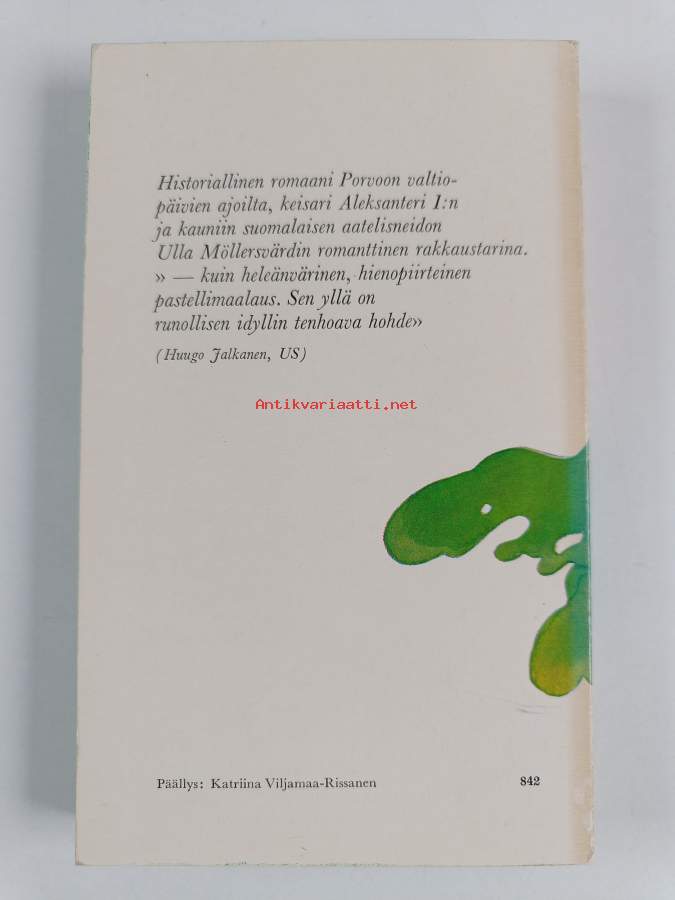 Historiallinen romaani Porvoon valtio-
päivien ajoilta, keisari Aleksanteri I:n
ja kauniin suomalaisen aatelisneidon
Ulla Möllersvärdin romanttinen rakkaustarina.
» — kuin heleänvärinen, hienopiirteinen
pastellimaalaus. Sen yllä on
runollisen idyllin tenhoava hohde»
(Huugo Jalkanen, US)
Antikvariaatti.net
Päällys: Katriina Viljamaa-Rissanen
842